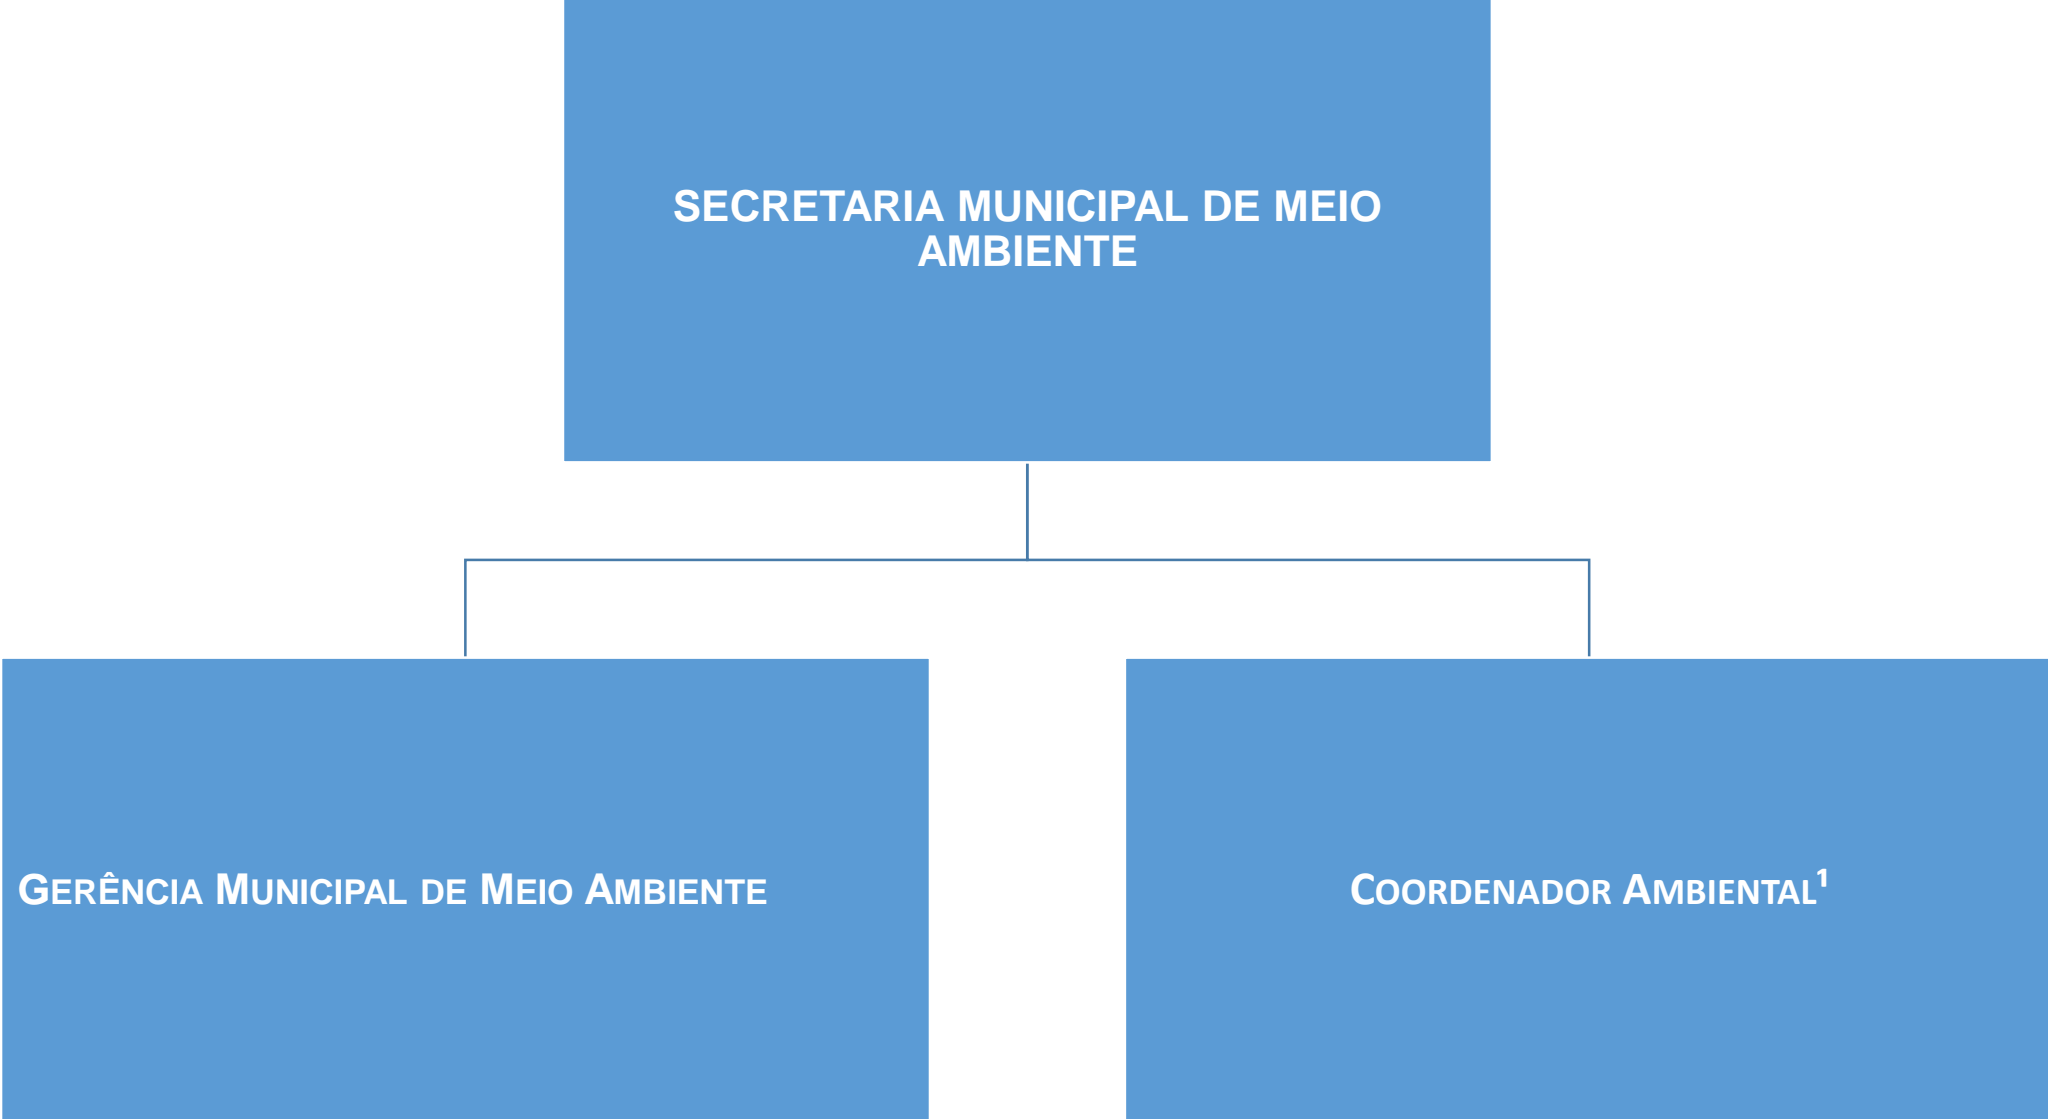 SECRETARIA MUNICIPAL DE MEIO
AMBIENTE
GERÊNCIA MUNICIPAL DE MEIO AMBIENTE
COORDENADOR AMBIENTAL¹